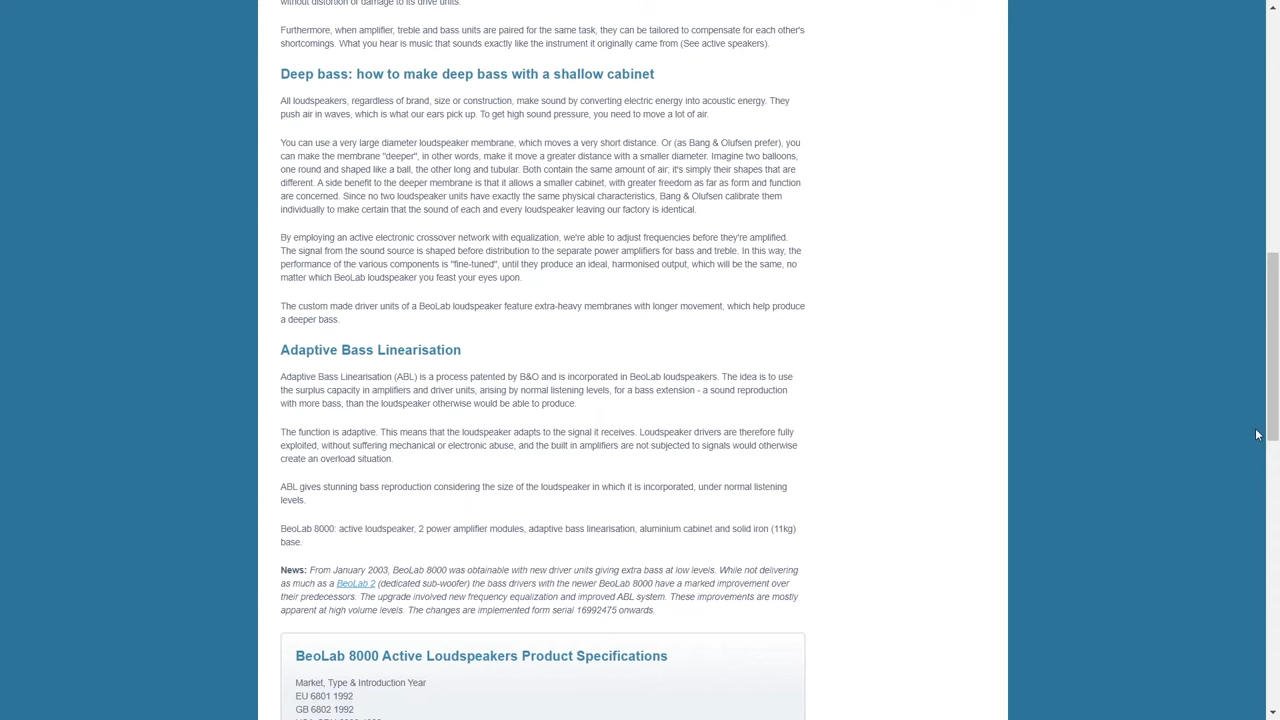 without distortion or damage to its drive units.
Furthermore, when amplifier, treble and bass units are paired for the same task, they can be tailored to compensate for each other's
shortcomings. What you hear is music that sounds exactly like the instrument it originally came from (See active speakers).
Deep bass: how to make deep bass with a shallow cabinet
All loudspeakers, regardless of brand, size or construction, make sound by converting electric energy into acoustic energy. They
push air in waves, which is what our ears pick up. To get high sound pressure, you need to move a lot of air.
You can use a very large diameter loudspeaker membrane, which moves a very short distance. Or (as Bang & Olufsen prefer), you
can make the membrane "deeper", in other words, make it move a greater distance with a smaller diameter. Imagine two balloons,
one round and shaped like a ball, the other long and tubular. Both contain the same amount of air; it's simply their shapes that are
different. A side benefit to the deeper membrane is that it allows a smaller cabinet, with greater freedom as far as form and function
are concerned. Since no two loudspeaker units have exactly the same physical characteristics, Bang & Olufsen calibrate them
individually to make certain that the sound of each and every loudspeaker leaving our factory is identical.
By employing an active electronic crossover network with equalization, we're able to adjust frequencies before they're amplified.
The signal from the sound source is shaped before distribution to the separate power amplifiers for bass and treble. In this way, the
performance of the various components is "fine-tuned", until they produce an ideal, harmonised output, which will be the same, no
matter which BeoLab loudspeaker you feast your eyes upon.
The custom made driver units of a BeoLab loudspeaker feature extra-heavy membranes with longer movement, which help produce
a deeper bass.
Adaptive Bass Linearisation
Adaptive Bass Linearisation (ABL) is a process patented by B&O and is incorporated in BeoLab loudspeakers. The idea is to use
the surplus capacity in amplifiers and driver units, arising by normal listening levels, for a bass extension - a sound reproduction
with more bass, than the loudspeaker otherwise would be able to produce.
The function is adaptive. This means that the loudspeaker adapts to the signal it receives. Loudspeaker drivers are therefore fully
exploited, without suffering mechanical or electronic abuse, and the built in amplifiers are not subjected to signals would otherwise
create an overload situation.
ABL gives stunning bass reproduction considering the size of the loudspeaker in which it is incorporated, under normal listening
levels.
BeoLab 8000: active loudspeaker, 2 power amplifier modules, adaptive bass linearisation, aluminium cabinet and solid iron (11kg)
base.
News: From January 2003, BeoLab 8000 was obtainable with new driver units giving extra bass at low levels. While not delivering
as much as a BeoLab 2 (dedicated sub-woofer) the bass drivers with the newer BeoLab 8000 have a marked improvement over
their predecessors. The upgrade involved new frequency equalization and improved ABL system. These improvements are mostly
apparent at high volume levels. The changes are implemented form serial 16992475 onwards.
BeoLab 8000 Active Loudspeakers Product Specifications
Market, Type & Introduction Year
EU 6801 1992
GB 6802 1992